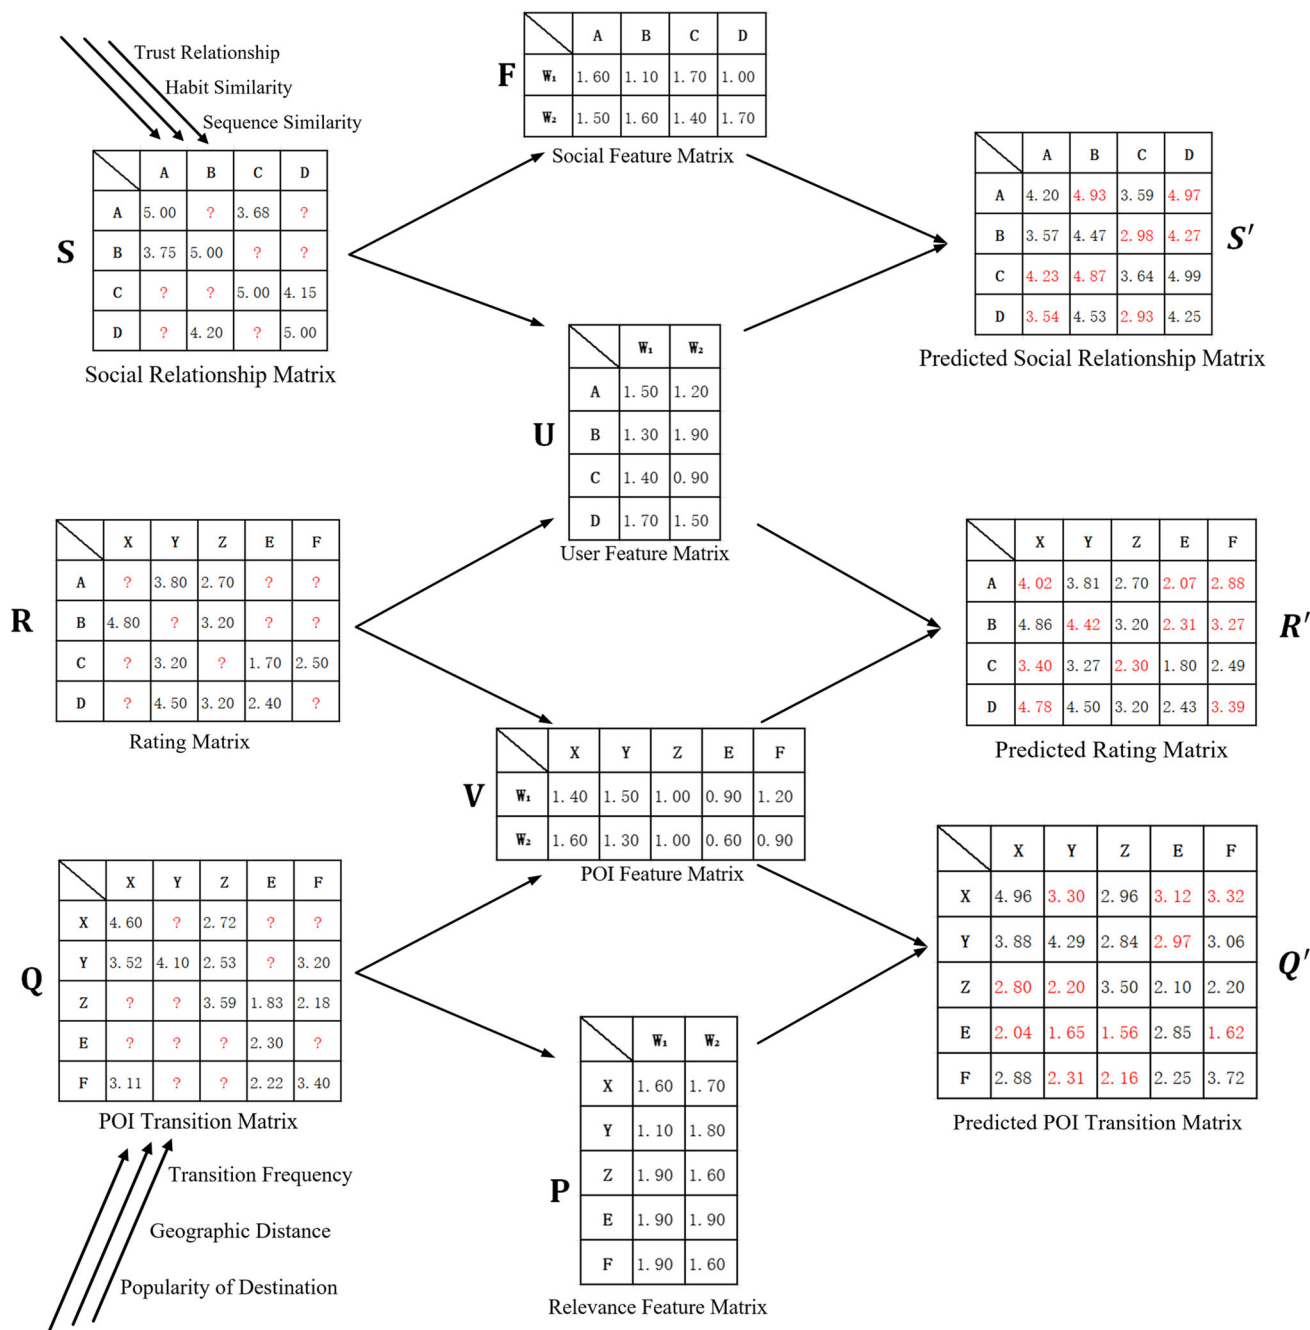 Trust Relationship
Habit Similarity
Sequence Similarity
A B C D
A 5.00 ? 3.68 ?
B 3.75 5.00 ? ?
C ? ? 5.00 4.15
D ? 4.20 ? 5.00
S
Social Relationship Matrix
F
A B C D
W₁ 1.60 1.10 1.70 1.00
W₂ 1.50 1.60 1.40 1.70
Social Feature Matrix
A B C D
A 4.20 4.93 3.59 4.97
B 3.57 4.47 2.98 4.27
C 4.23 4.87 3.64 4.99
D 3.54 4.53 2.93 4.25
S′
Predicted Social Relationship Matrix
U
W₁ W₂
A 1.50 1.20
B 1.30 1.90
C 1.40 0.90
D 1.70 1.50
User Feature Matrix
R
X Y Z E F
A ? 3.80 2.70 ? ?
B 4.80 ? 3.20 ? ?
C ? 3.20 ? 1.70 2.50
D ? 4.50 3.20 2.40 ?
Rating Matrix
X Y Z E F
A 4.02 3.81 2.70 2.07 2.88
B 4.86 4.42 3.20 2.31 3.27
C 3.40 3.27 2.30 1.80 2.49
D 4.78 4.50 3.20 2.43 3.39
R′
Predicted Rating Matrix
V
X Y Z E F
W₁ 1.40 1.50 1.00 0.90 1.20
W₂ 1.60 1.30 1.00 0.60 0.90
POI Feature Matrix
Q
X Y Z E F
X 4.60 ? 2.72 ? ?
Y 3.52 4.10 2.53 ? 3.20
Z ? ? 3.59 1.83 2.18
E ? ? ? 2.30 ?
F 3.11 ? ? 2.22 3.40
POI Transition Matrix
Transition Frequency
Geographic Distance
Popularity of Destination
X Y Z E F
X 4.96 3.30 2.96 3.12 3.32
Y 3.88 4.29 2.84 2.97 3.06
Z 2.80 2.20 3.50 2.10 2.20
E 2.04 1.65 1.56 2.85 1.62
F 2.88 2.31 2.16 2.25 3.72
Q′
Predicted POI Transition Matrix
P
W₁ W₂
X 1.60 1.70
Y 1.10 1.80
Z 1.90 1.60
E 1.90 1.90
F 1.90 1.60
Relevance Feature Matrix